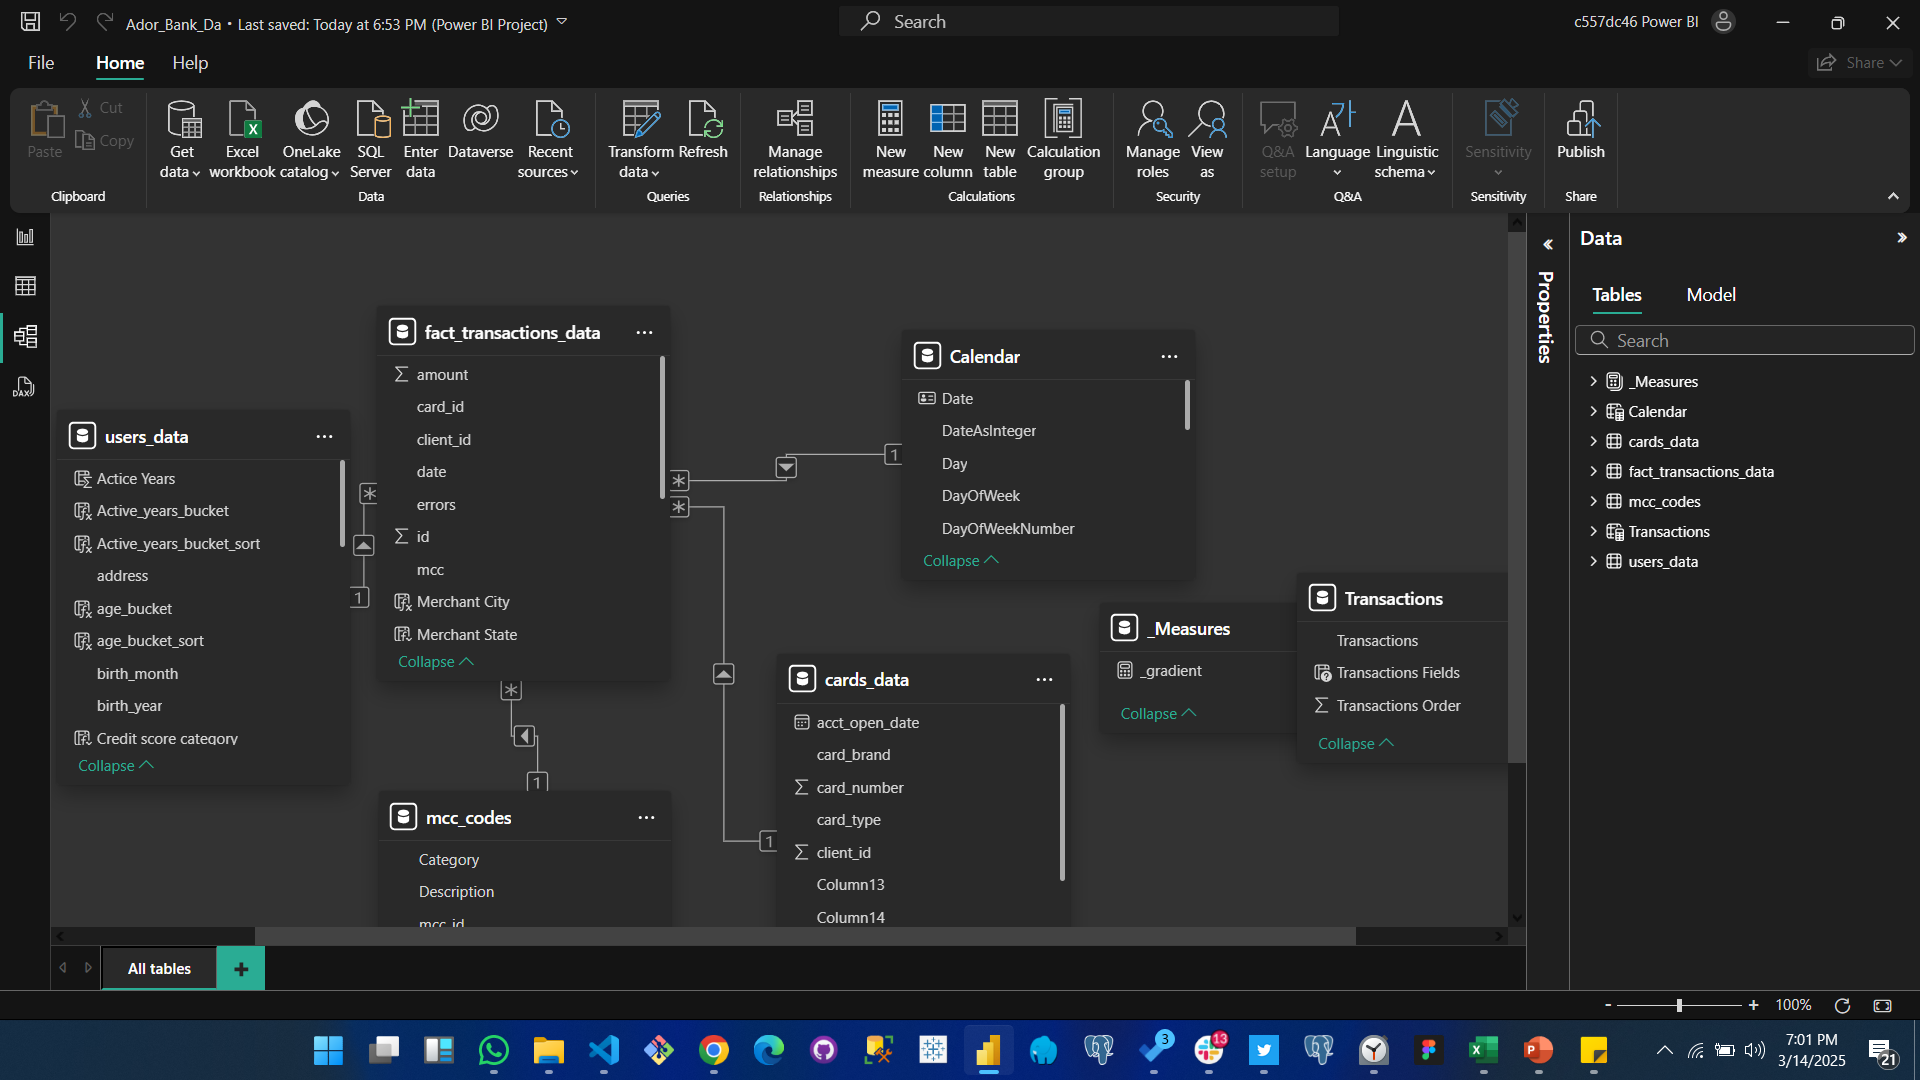 Ador_Bank_Da • Last saved: Today at 6:53 PM (Power BI Project)
Search
c557dc46 Power BI
File
Home
Help
Share
Paste
Cut
Copy
Clipboard
Get data
Excel workbook
OneLake catalog
SQL Server
Enter data
Dataverse
Recent sources
Data
Transform data
Refresh
Queries
Manage relationships
Relationships
New measure
New column
New table
Calculation group
Calculations
Manage roles
View as
Security
Q&A setup
Language
Linguistic schema
Q&A
Sensitivity
Sensitivity
Publish
Share
DAX
users_data
Actice Years
Active_years_bucket
Active_years_bucket_sort
address
age_bucket
age_bucket_sort
birth_month
birth_year
Credit score category
Collapse
fact_transactions_data
amount
card_id
client_id
date
errors
id
mcc
Merchant City
Merchant State
Collapse
mcc_codes
Category
Description
mcc_id
Calendar
Date
DateAsInteger
Day
DayOfWeek
DayOfWeekNumber
Collapse
cards_data
acct_open_date
card_brand
card_number
card_type
client_id
Column13
Column14
_Measures
_gradient
Collapse
Transactions
Transactions
Transactions Fields
Transactions Order
Collapse
*
1
*
1
*
1
*
1
Properties
Data
Tables
Model
Search
_Measures
Calendar
cards_data
fact_transactions_data
mcc_codes
Transactions
users_data
All tables
+
- + 100%
3
13
7:01 PM
3/14/2025
21